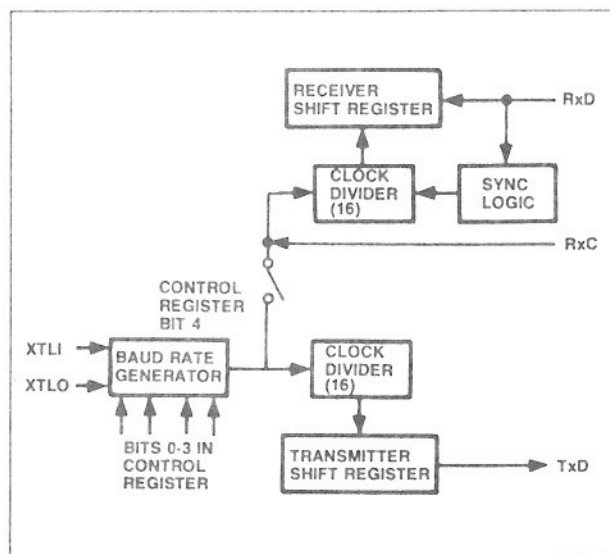 RECEIVER
SHIFT REGISTER
RxD
CLOCK
DIVIDER
(16)
SYNC
LOGIC
RxC
CONTROL
REGISTER
BIT 4
XTLI
XTLO
BAUD RATE
GENERATOR
CLOCK
DIVIDER
(16)
BITS 0-3 IN
CONTROL
REGISTER
TRANSMITTER
SHIFT REGISTER
TxD